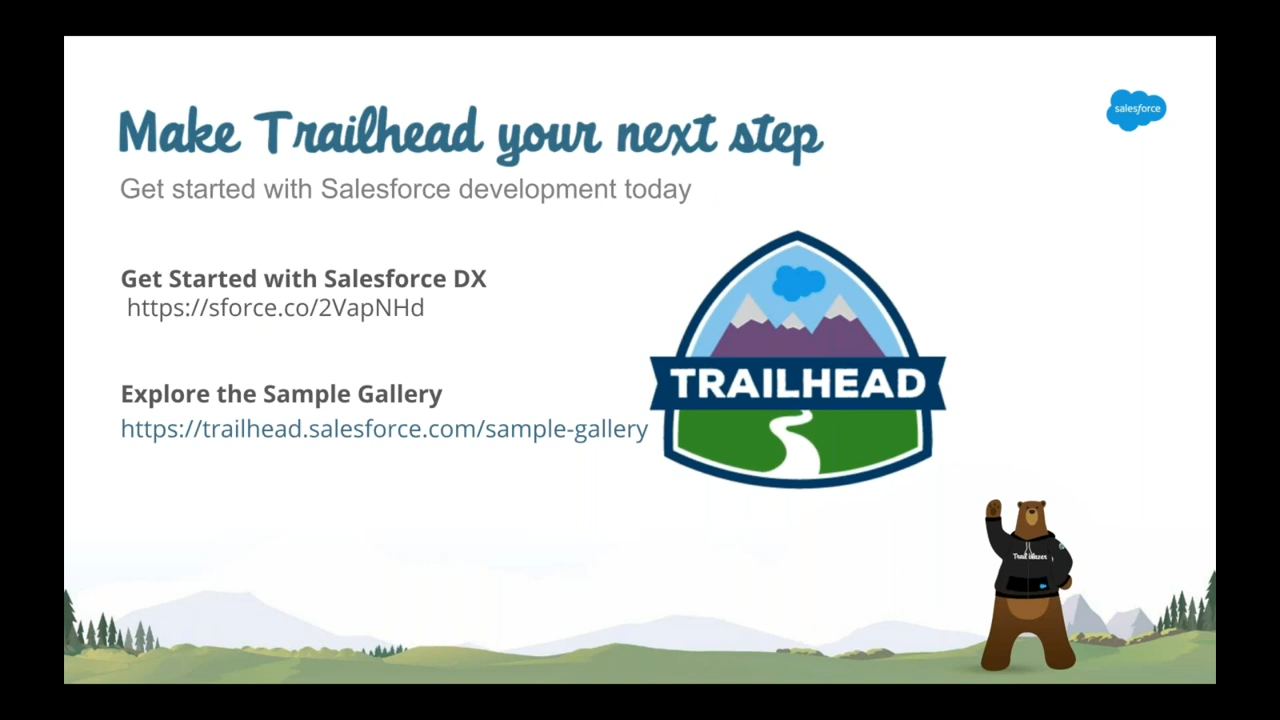 Make Trailhead your next step
salesforce
Get started with Salesforce development today
Get Started with Salesforce DX
https://sforce.co/2VapNHd
Explore the Sample Gallery
https://trailhead.salesforce.com/sample-gallery
TRAILHEAD
Trailblazer